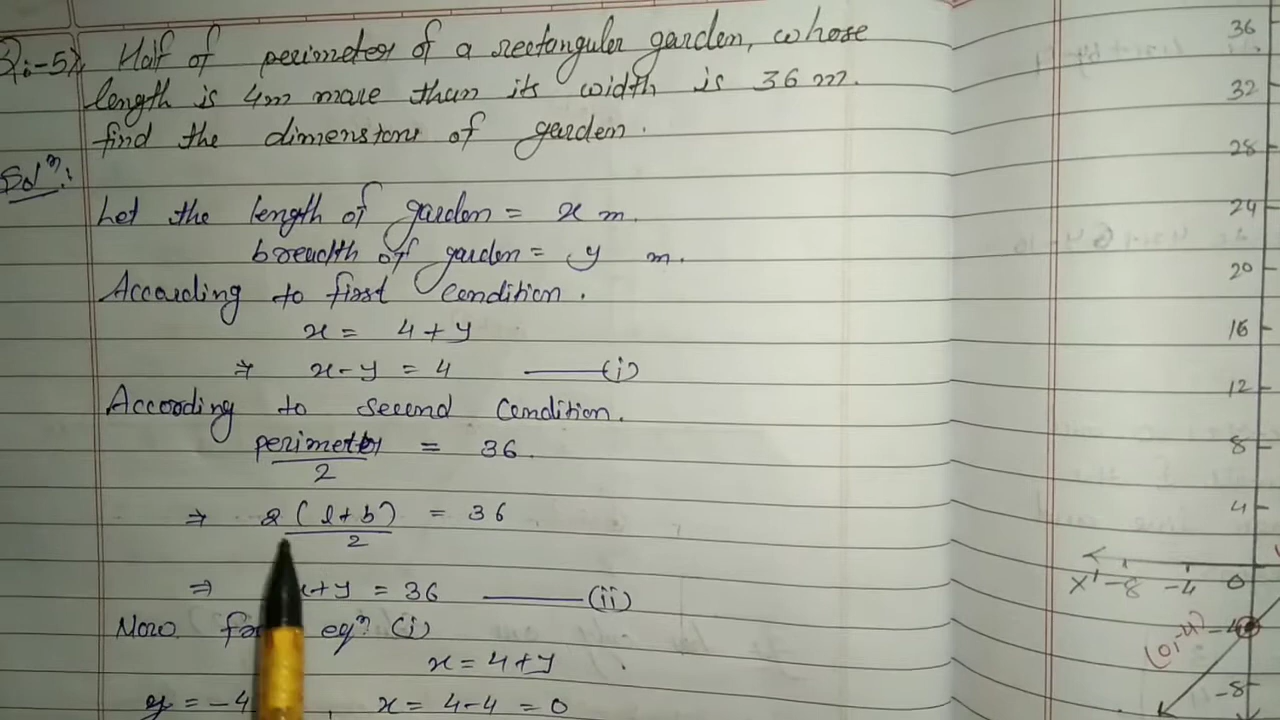 Q:-5) Half of perimeter of a rectanguler garden, whose
length is 4m more than its width is 36 m.
find the dimensions of garden.
Solⁿ:
Let the length of garden = x m.
breadth of garden = y m.
According to first condition.
x = 4 + y
⇒ x - y = 4 ——(i)
According to second condition.
perimeter/2 = 36.
⇒ 2(l+b)/2 = 36
⇒ x+y = 36 ——(ii)
Now eqⁿ (i)
x = 4+y
y = -4, x = 4-4 = 0
36
32
28
24
20
16
12
8
4
X' -8 -4 0
-4
(0,-4)
-8